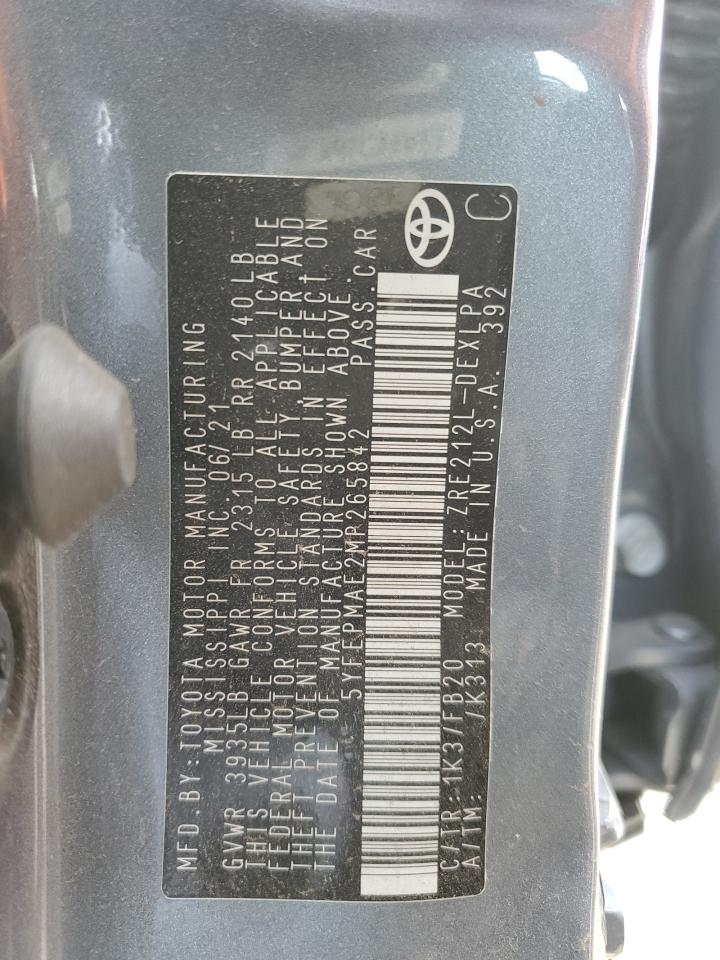 MFD.BY:TOYOTA MOTOR MANUFACTURING
MISSISSIPPI INC 06/21
GVWR 3935LB GAWR FR 2315 LB RR 2140LB
THIS VEHICLE CONFORMS TO ALL APPLICABLE
FEDERAL MOTOR VEHICLE SAFETY, BUMPER AND
THEFT PREVENTION STANDARDS IN EFFECT ON
THE DATE OF MANUFACTURE SHOWN ABOVE.
5YFEPMAE2MP265842 PASS.CAR
C/TR: 1K3/FB20 MODEL: ZRE212L-DEXLPA
A/TM: /K313 MADE IN U.S.A. 392
C